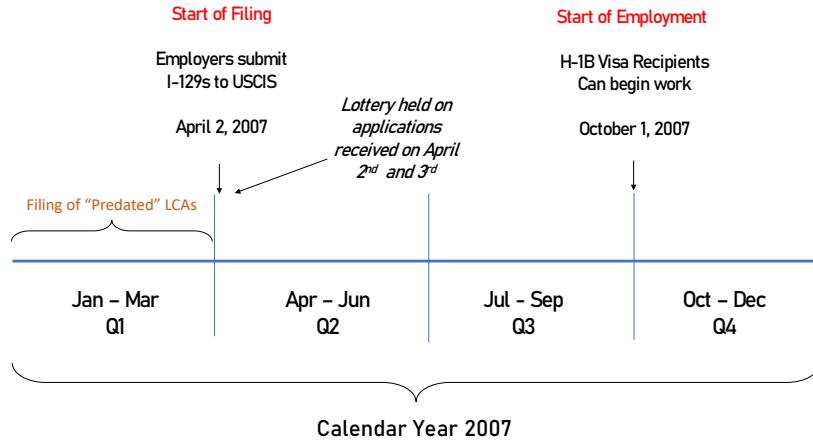 Start of Filing
Employers submit
I-129s to USCIS
April 2, 2007
Lottery held on
applications
received on April
2nd and 3rd
Start of Employment
H-1B Visa Recipients
Can begin work
October 1, 2007
Filing of “Predated” LCAs
Jan – Mar
Q1
Apr – Jun
Q2
Jul - Sep
Q3
Oct – Dec
Q4
Calendar Year 2007